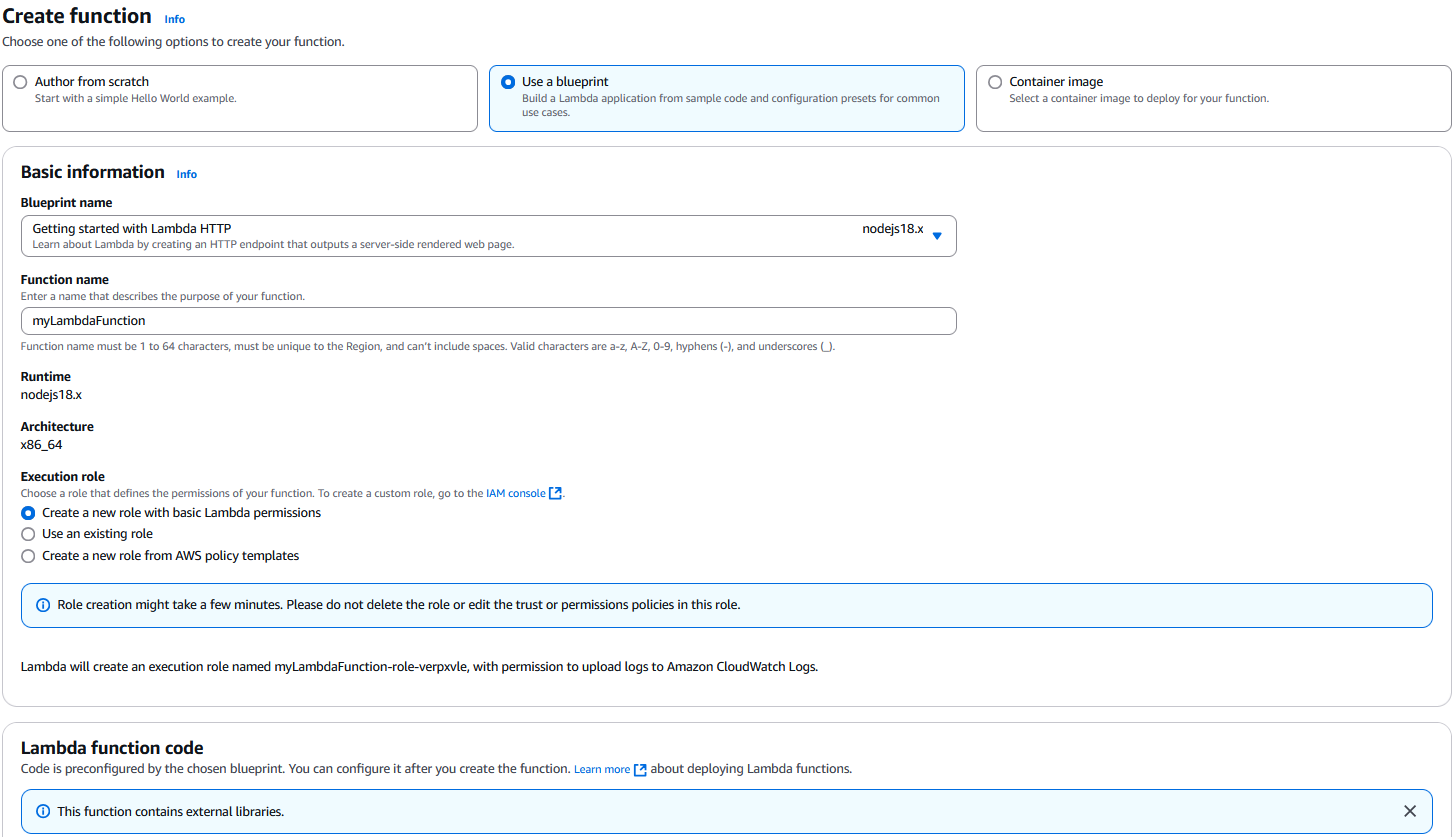 Create function Info
Choose one of the following options to create your function.
Author from scratch
Start with a simple Hello World example.
Use a blueprint
Build a Lambda application from sample code and configuration presets for common
use cases.
Container image
Select a container image to deploy for your function.
Basic information Info
Blueprint name
Getting started with Lambda HTTP nodejs18.x
Learn about Lambda by creating an HTTP endpoint that outputs a server-side rendered web page.
Function name
Enter a name that describes the purpose of your function.
myLambdaFunction
Function name must be 1 to 64 characters, must be unique to the Region, and can't include spaces. Valid characters are a-z, A-Z, 0-9, hyphens (-), and underscores (_).
Runtime
nodejs18.x
Architecture
x86_64
Execution role
Choose a role that defines the permissions of your function. To create a custom role, go to the IAM console.
Create a new role with basic Lambda permissions
Use an existing role
Create a new role from AWS policy templates
Role creation might take a few minutes. Please do not delete the role or edit the trust or permissions policies in this role.
Lambda will create an execution role named myLambdaFunction-role-verpxvle, with permission to upload logs to Amazon CloudWatch Logs.
Lambda function code
Code is preconfigured by the chosen blueprint. You can configure it after you create the function. Learn more about deploying Lambda functions.
This function contains external libraries.